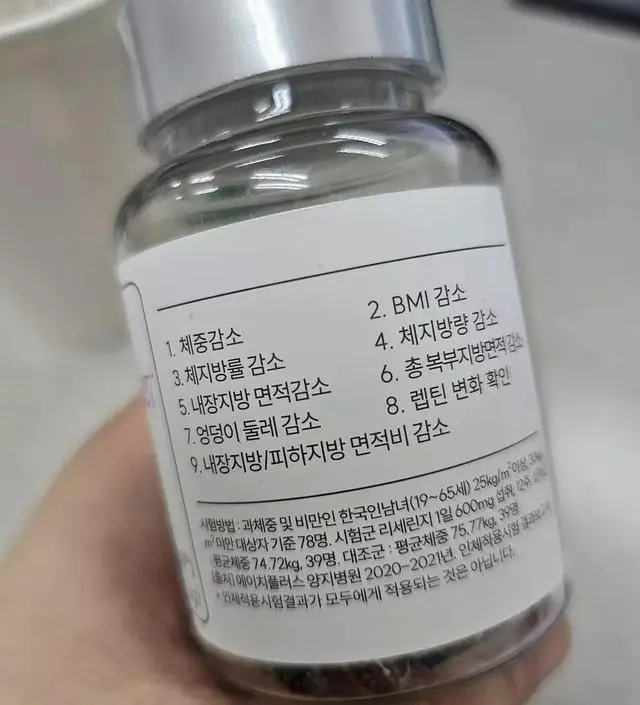 1. 체중감소
2. BMI 감소
3. 체지방률 감소
4. 체지방량 감소
5. 내장지방 면적감소
6. 총 복부지방면적 감소
7. 엉덩이 둘레 감소
8. 렙틴 변화 확인
9. 내장지방/피하지방 면적비 감소
시험방법 : 과체중 및 비만인 한국인남녀(19~65세) 25kg/m² 이상,
m² 미만 대상자 기준 78명. 시험군 리세린지 1일 600mg 섭취, 12주,
평균체중 74.72kg, 39명. 대조군 : 평균체중 75.77kg, 39명
[출처] 에이치플러스 양지병원 2020-2021년, 인체적용시험
* 인체적용시험결과가 모두에게 적용되는 것은 아닙니다.